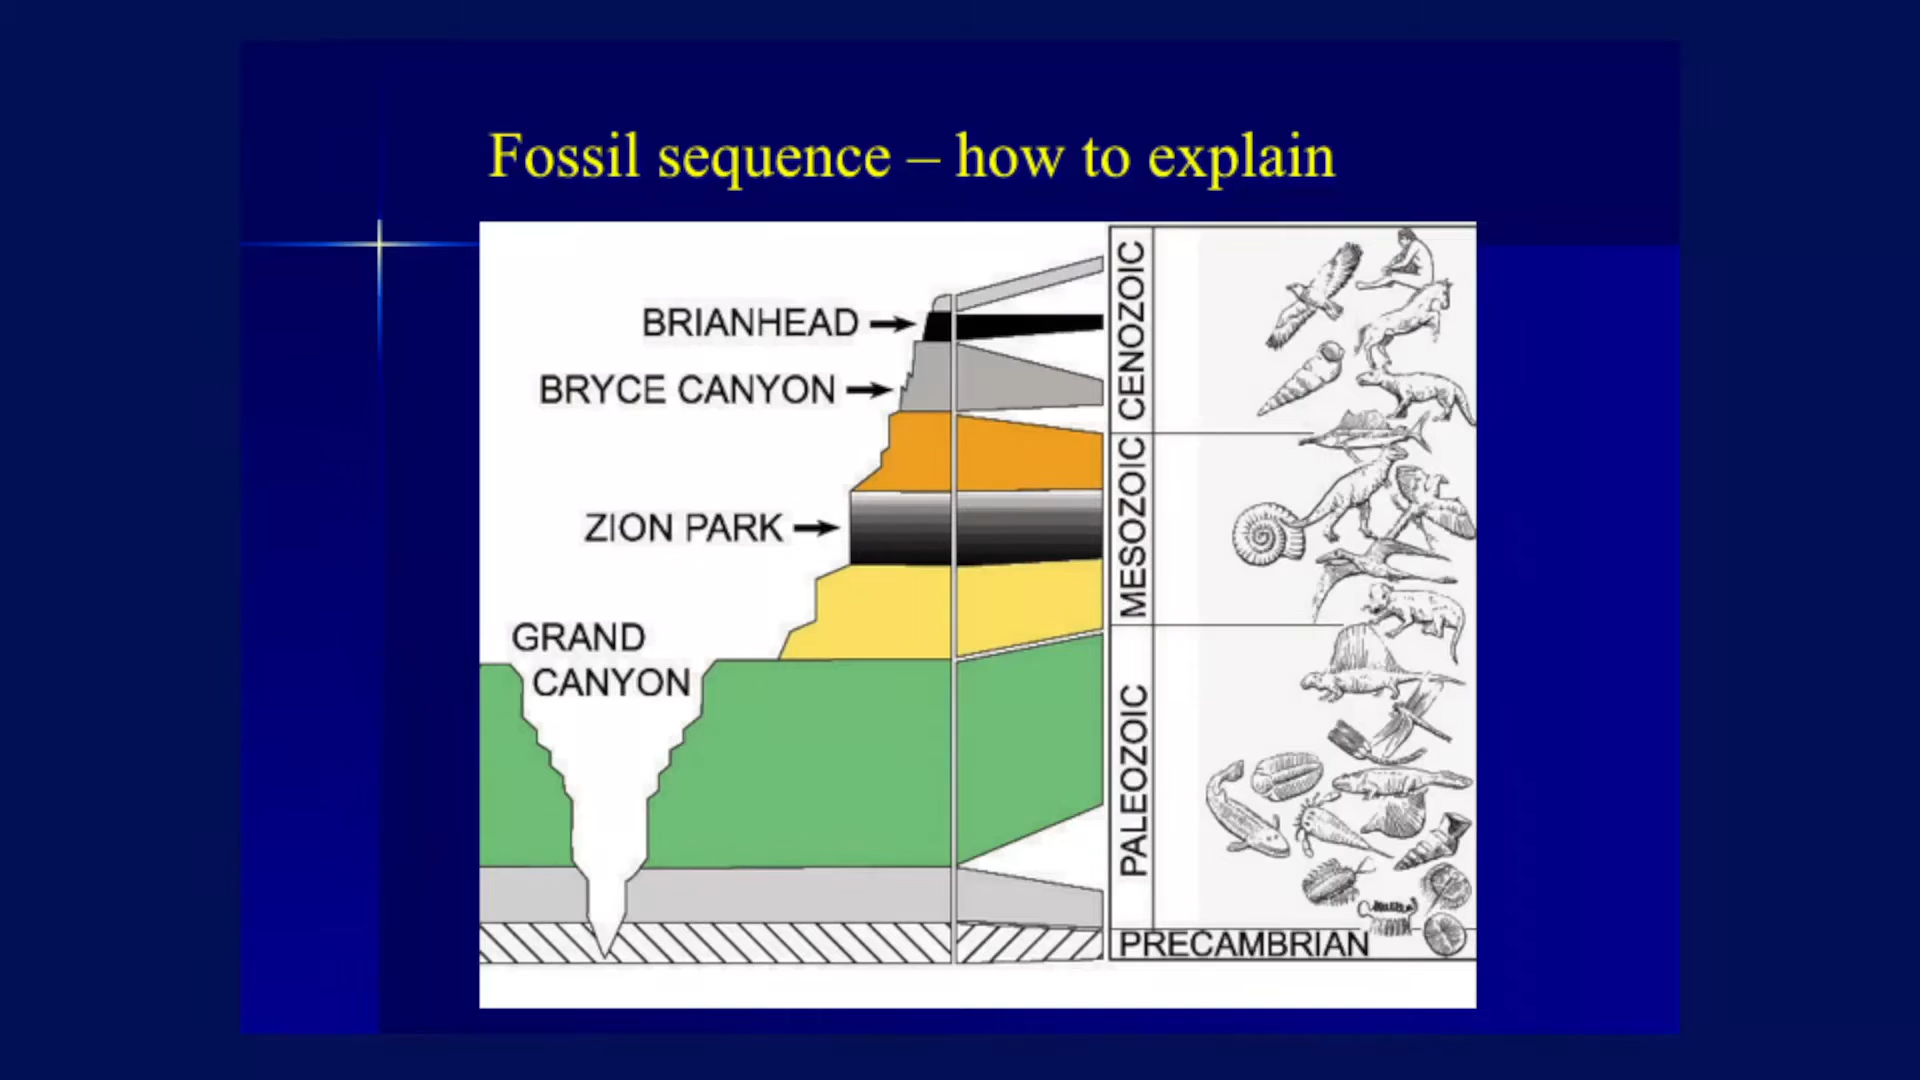 Fossil sequence – how to explain
BRIANHEAD
BRYCE CANYON
ZION PARK
GRAND
CANYON
CENOZOIC
MESOZOIC
PALEOZOIC
PRECAMBRIAN